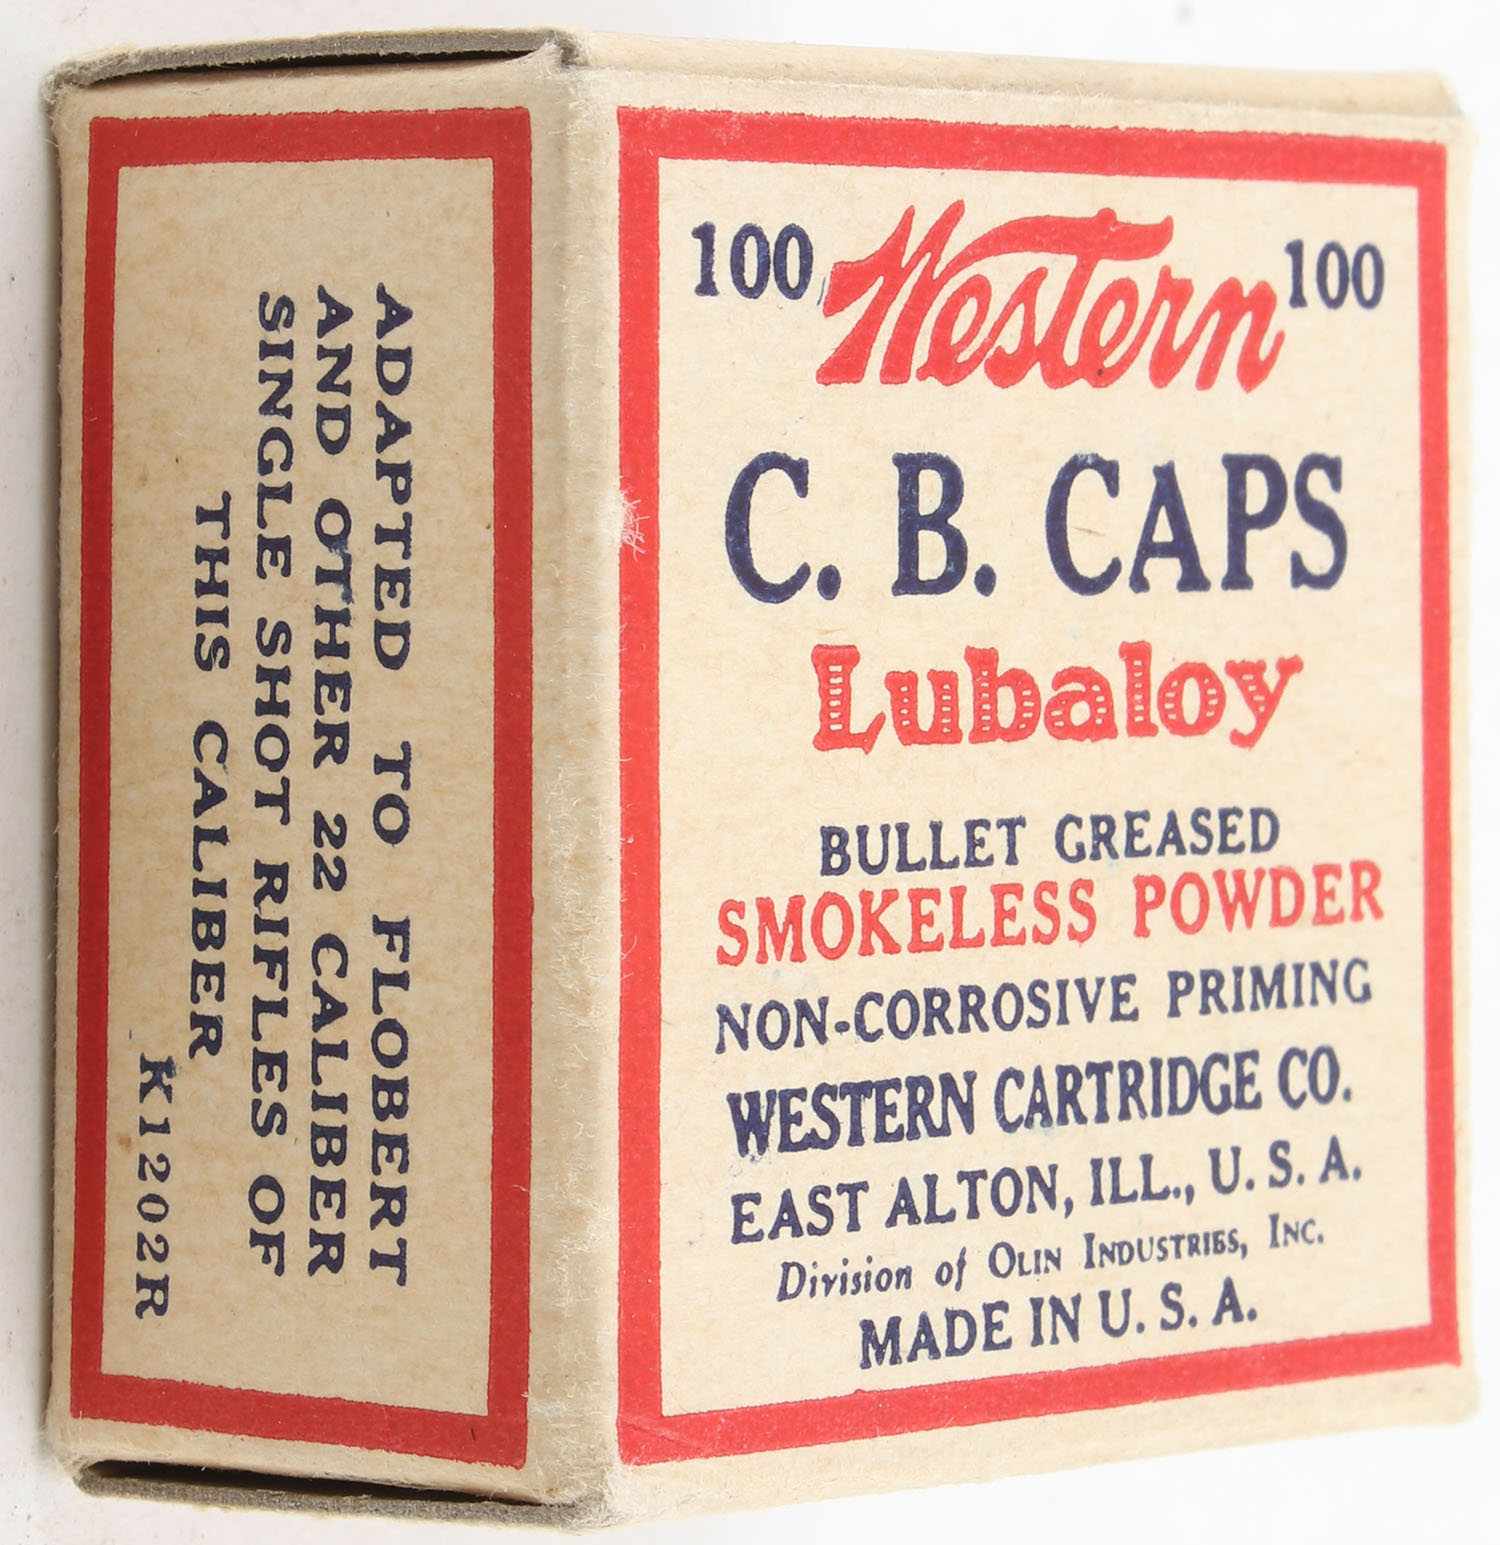 100 Western 100
C. B. CAPS
Lubaloy
BULLET GREASED
SMOKELESS POWDER
NON-CORROSIVE PRIMING
WESTERN CARTRIDGE CO.
EAST ALTON, ILL., U. S. A.
Division of OLIN INDUSTRIES, INC.
MADE IN U. S. A.
ADAPTED TO FLOBERT
AND OTHER 22 CALIBER
SINGLE SHOT RIFLES OF
THIS CALIBER
K1202R